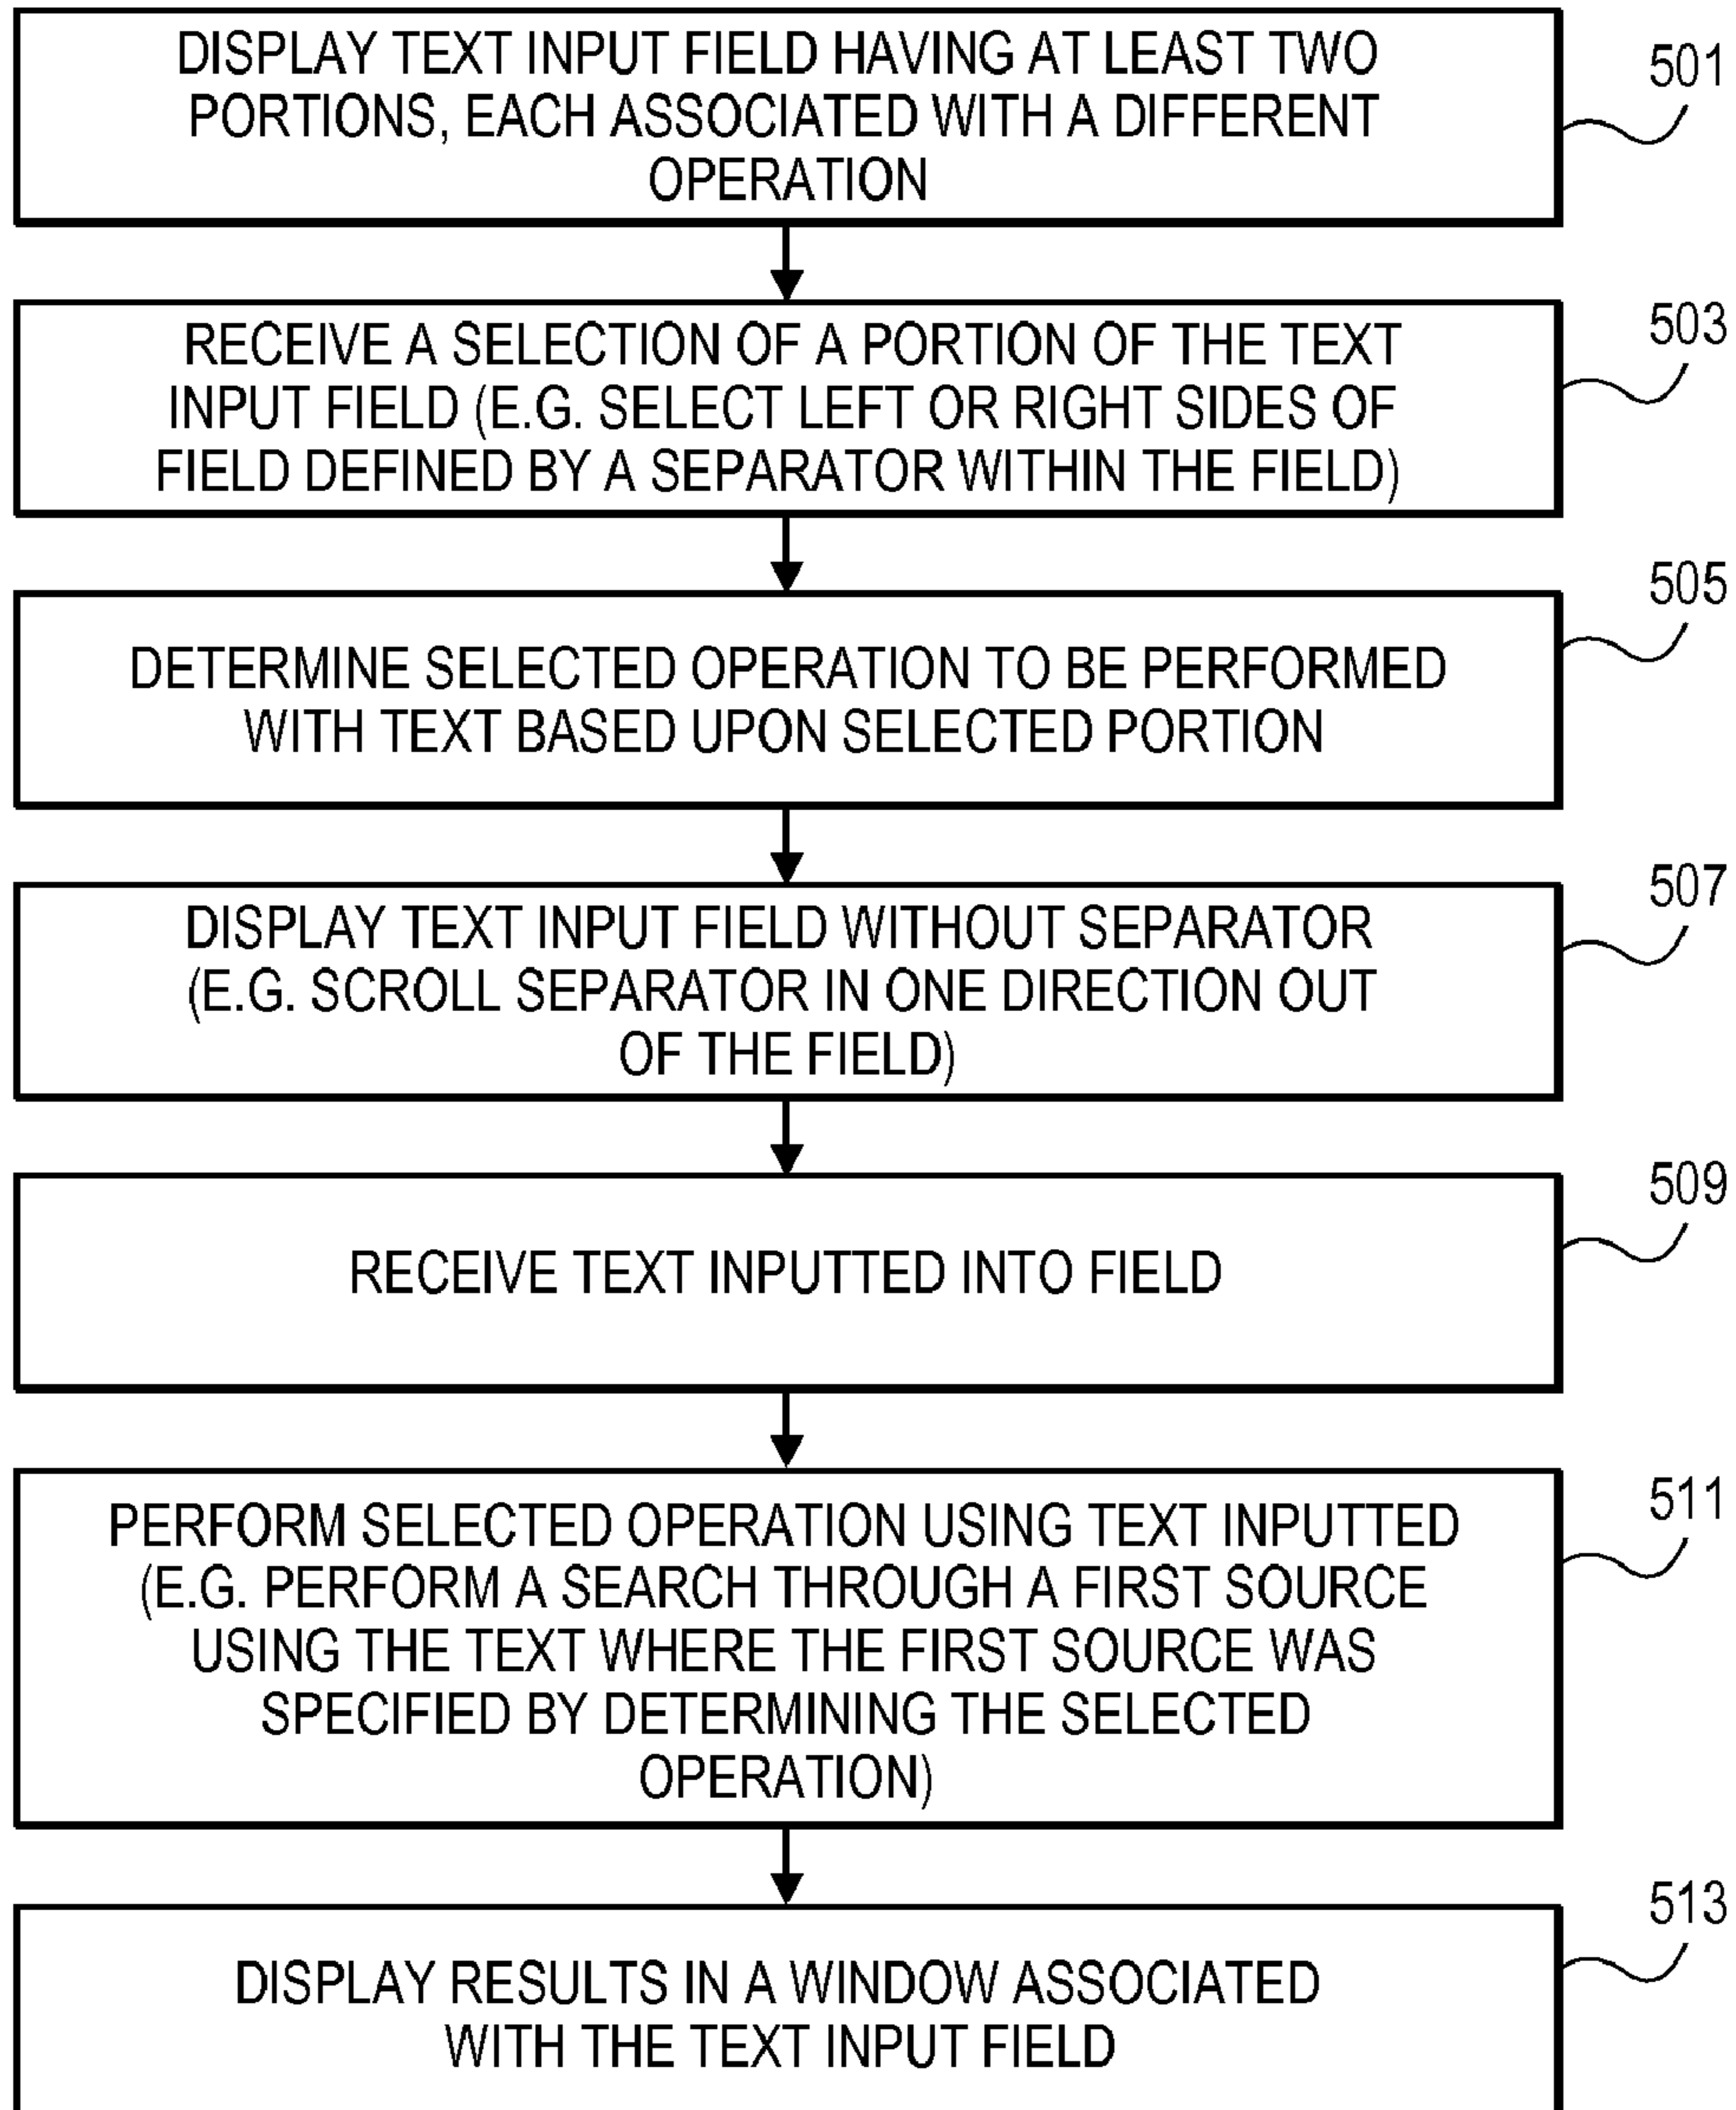 DISPLAY TEXT INPUT FIELD HAVING AT LEAST TWO
PORTIONS, EACH ASSOCIATED WITH A DIFFERENT
OPERATION
501
RECEIVE A SELECTION OF A PORTION OF THE TEXT
INPUT FIELD (E.G. SELECT LEFT OR RIGHT SIDES OF
FIELD DEFINED BY A SEPARATOR WITHIN THE FIELD)
503
DETERMINE SELECTED OPERATION TO BE PERFORMED
WITH TEXT BASED UPON SELECTED PORTION
505
DISPLAY TEXT INPUT FIELD WITHOUT SEPARATOR
(E.G. SCROLL SEPARATOR IN ONE DIRECTION OUT
OF THE FIELD)
507
RECEIVE TEXT INPUTTED INTO FIELD
509
PERFORM SELECTED OPERATION USING TEXT INPUTTED
(E.G. PERFORM A SEARCH THROUGH A FIRST SOURCE
USING THE TEXT WHERE THE FIRST SOURCE WAS
SPECIFIED BY DETERMINING THE SELECTED
OPERATION)
511
DISPLAY RESULTS IN A WINDOW ASSOCIATED
WITH THE TEXT INPUT FIELD
513